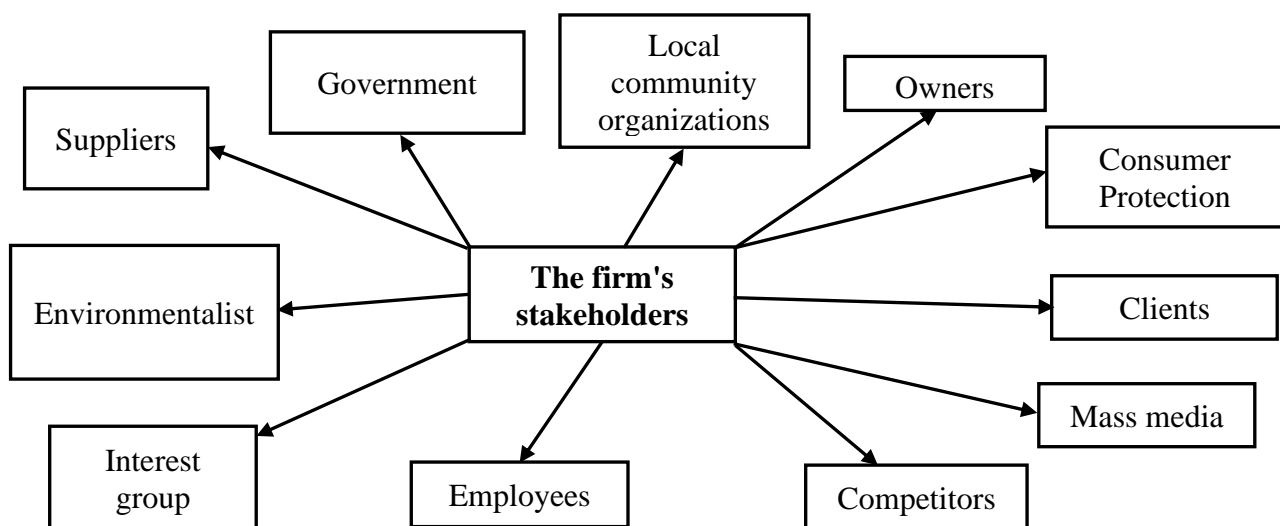 Suppliers
Government
Local
community
organizations
Owners
Consumer
Protection
Environmentalist
The firm's
stakeholders
Clients
Mass media
Interest
group
Employees
Competitors